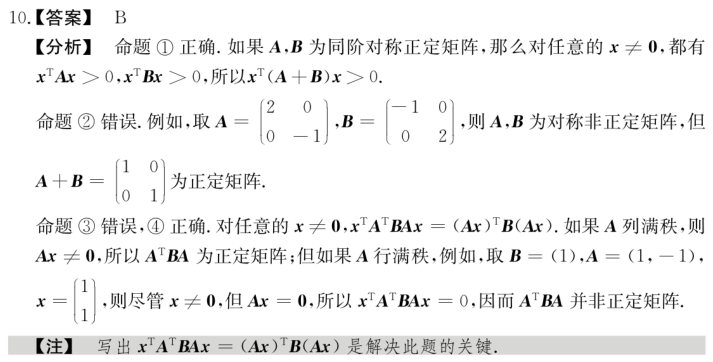 10.【答案】 B
【分析】 命题 ① 正确. 如果 A,B 为同阶对称正定矩阵,那么对任意的 x ≠ 0,都有
xᵀAx > 0,xᵀBx > 0,所以xᵀ(A + B)x > 0.
命题 ② 错误. 例如,取 A = (2 0; 0 −1),B = (−1 0; 0 2),则 A,B 为对称非正定矩阵,但
A + B = (1 0; 0 1)为正定矩阵.
命题 ③ 错误,④ 正确. 对任意的 x ≠ 0,xᵀAᵀBAx = (Ax)ᵀB(Ax). 如果 A 列满秩,则
Ax ≠ 0,所以 AᵀBA 为正定矩阵;但如果 A 行满秩,例如,取 B = (1),A = (1, − 1),
x = (1; 1),则尽管 x ≠ 0,但 Ax = 0,所以 xᵀAᵀBAx = 0,因而 AᵀBA 并非正定矩阵.
【注】 写出 xᵀAᵀBAx = (Ax)ᵀB(Ax) 是解决此题的关键.